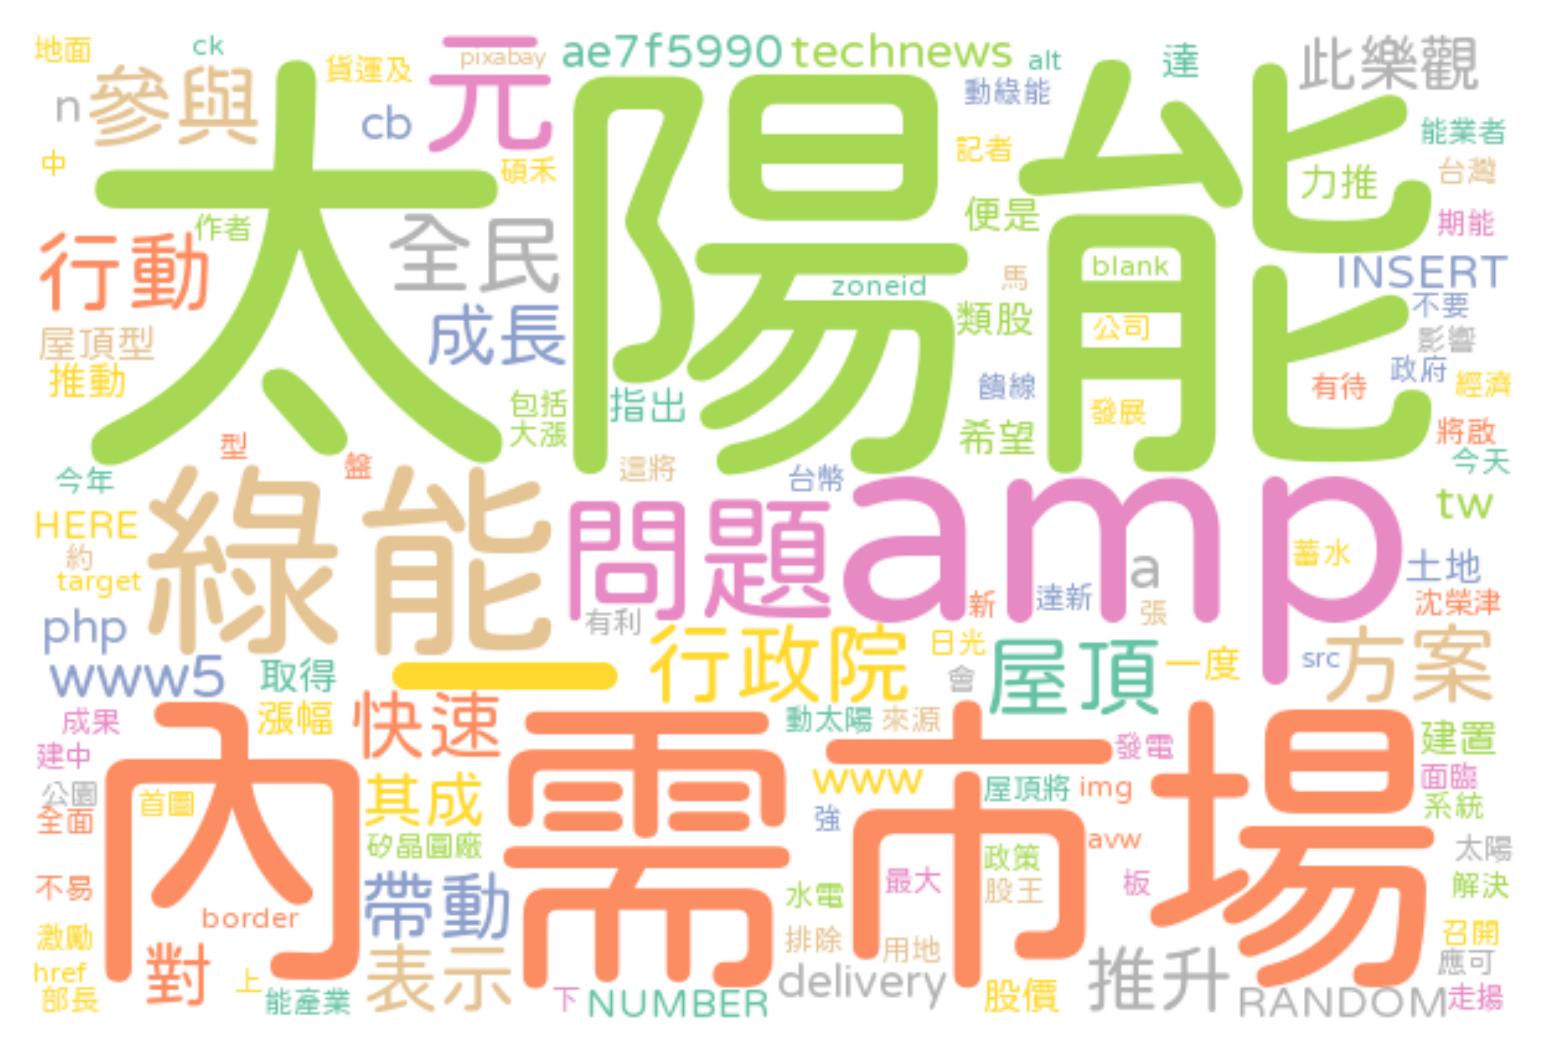 地面
ck
貨運及
元
pixabay
ae7f5990
technews
alt
達
此樂觀
參與
n
cb
動綠能
能業者
中
碩禾
太陽能
記者
力推
台灣
作者
全民
便是
期能
行動
blank
INSERT
zoneid
馬
成長
類股
公司
不要
屋頂型
影響
推動
包括
指出
饋線
發展
有待
政府
經濟
大漲
希望
將啟
型
盤
這將
台幣
今天
今年
綠能
問題
amp
tw
HERE
約
target
蓄水
土地
a
php
有利
新
達新
張
沈榮津
www5
取得
一
行政院
日光
會
屋頂
一度
src
方案
成果
漲幅
快速
動太陽
來源
發電
建置
建中
內需市場
面臨
公園
首圖
其成
www
屋頂將
img
系統
全面
矽晶圓廠
強
avw
太陽
政策
不易
帶動
水電
最大
股王
板
解決
border
激勵
排除
用地
召開
href
對
上
表示
delivery
推升
應可
部長
能產業
下
NUMBER
股價
RANDOM
走揚